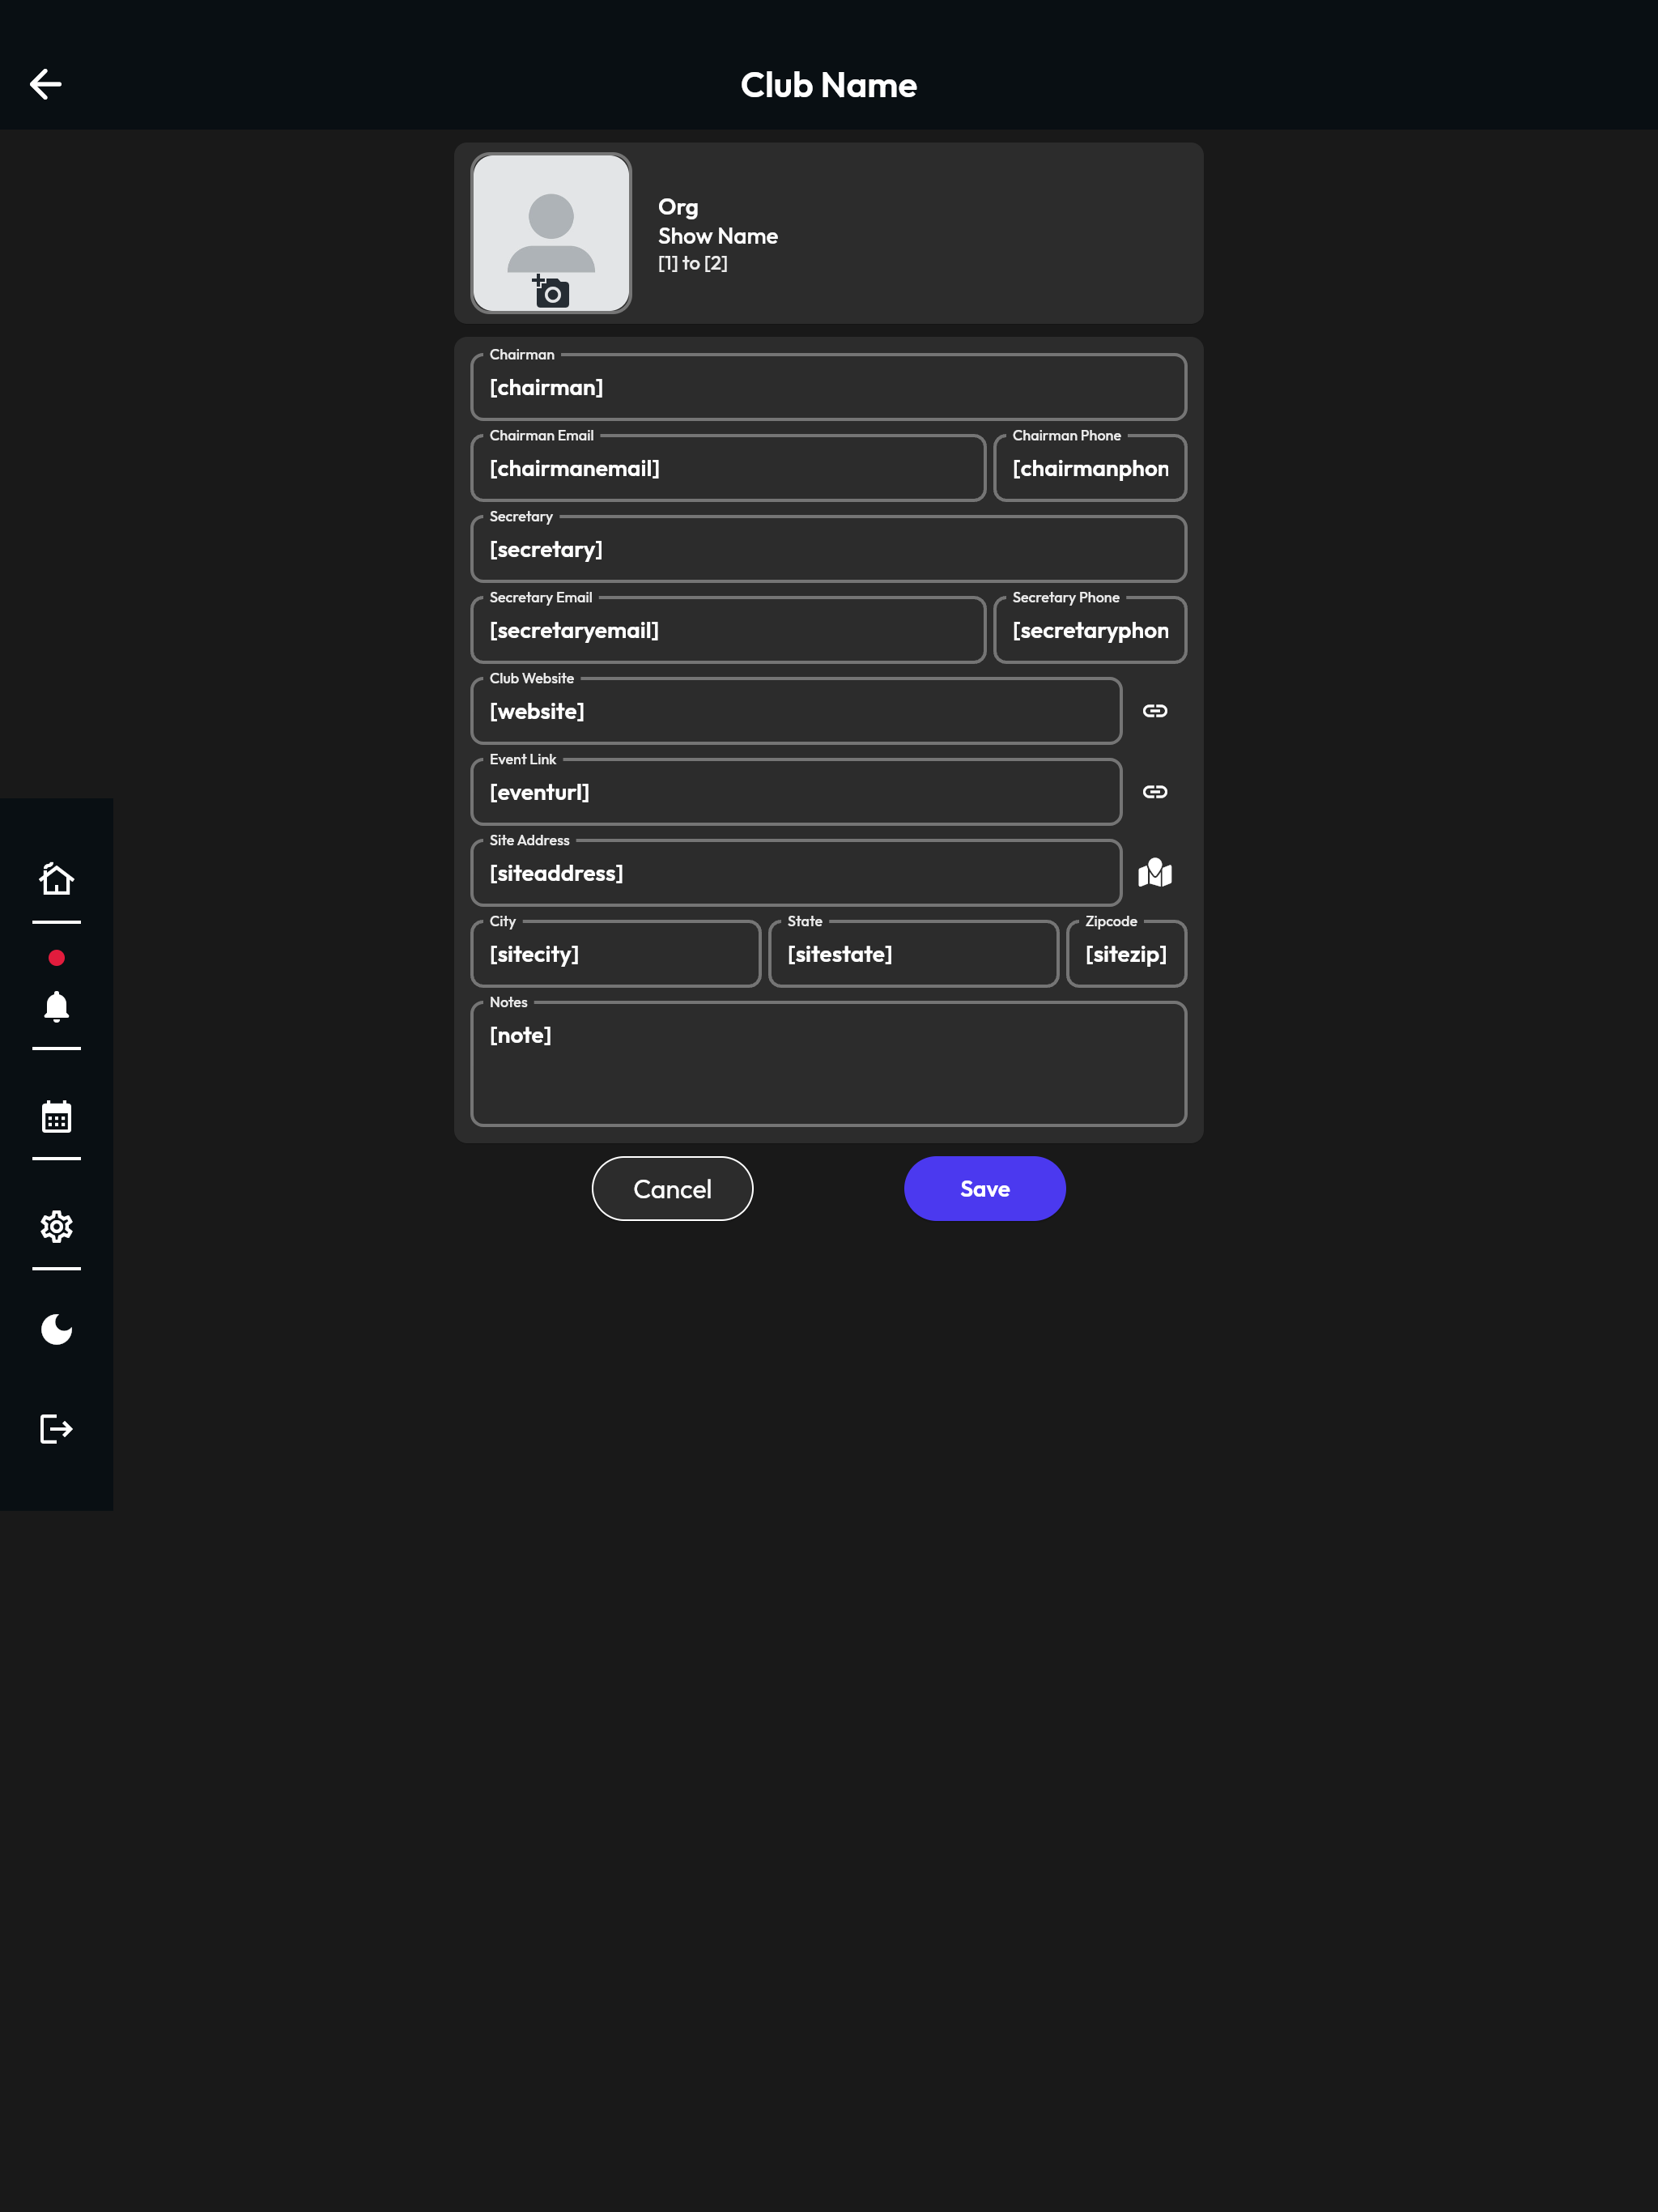 Club Name
Org
Show Name
[1] to [2]
Chairman
[chairman]
Chairman Email
[chairmanemail]
Chairman Phone
[chairmanphon
Secretary
[secretary]
Secretary Email
[secretaryemail]
Secretary Phone
[secretaryphon
Club Website
[website]
Event Link
[eventurl]
Site Address
[siteaddress]
City
[sitecity]
State
[sitestate]
Zipcode
[sitezip]
Notes
[note]
Cancel
Save